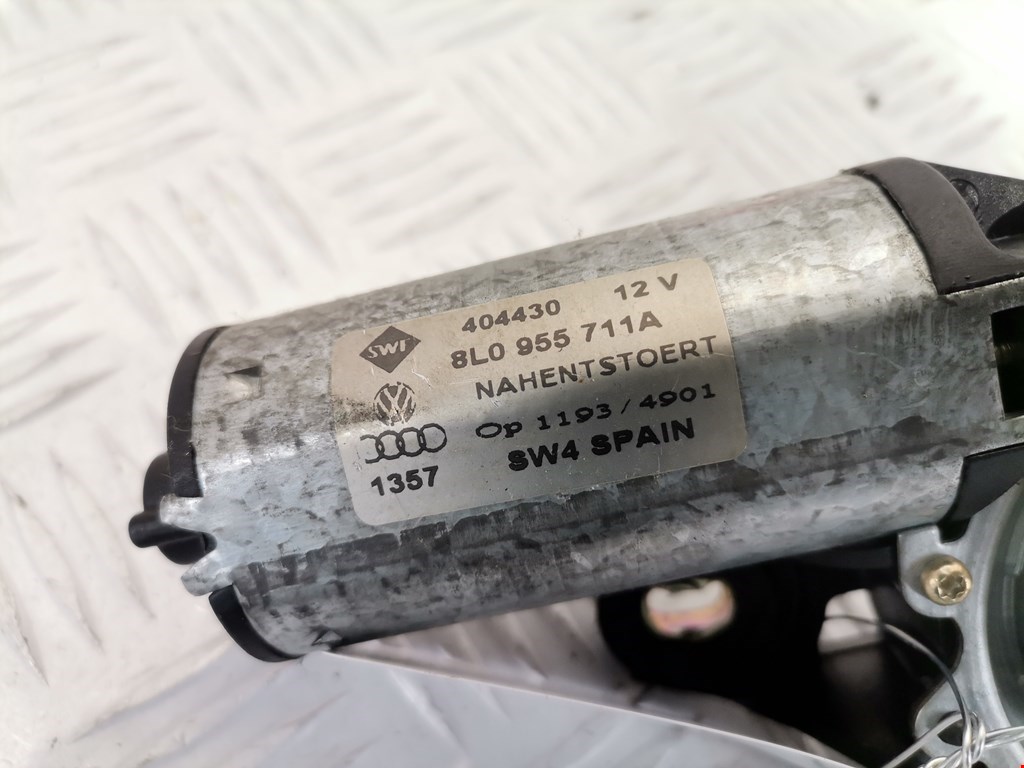 404430 12 V
SWF 8L0 955 711A
NAHENTSTOERT
Op 1193/4901
SW4 SPAIN
1357